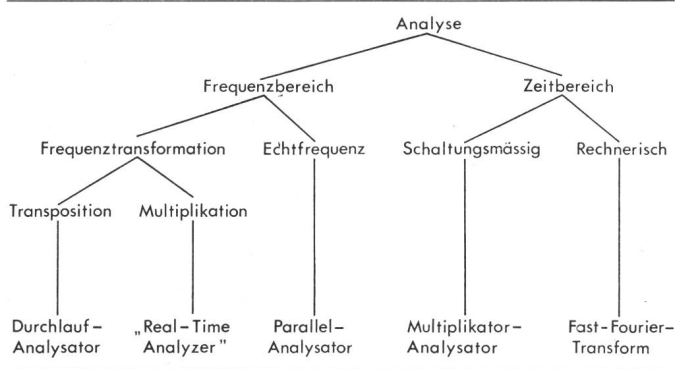 Analyse
Frequenzbereich Zeitbereich
Frequenztransformation Echtfrequenz Schaltungsmässig Rechnerisch
Transposition Multiplikation
Durchlauf- „Real-Time Parallel- Multiplikator- Fast-Fourier-
Analysator Analyzer" Analysator Analysator Transform